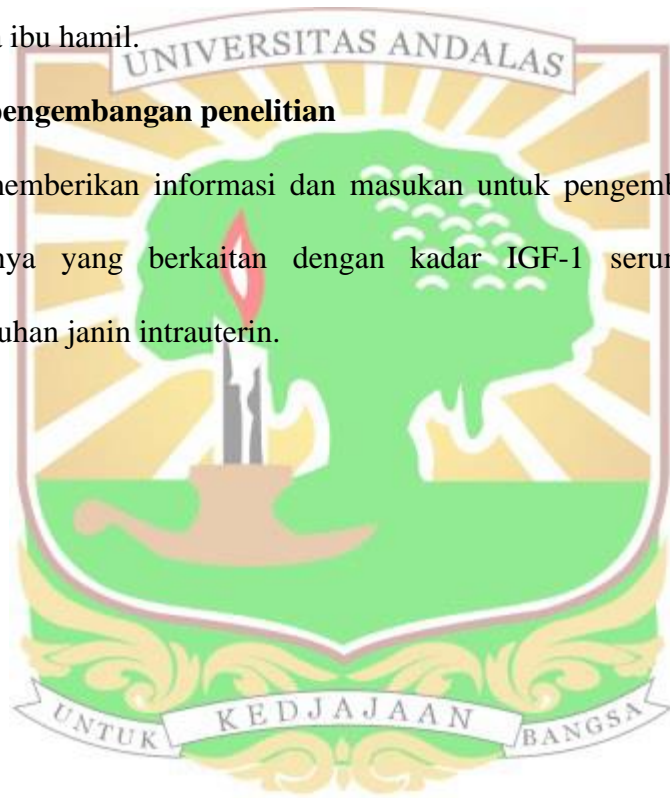 ibu hamil.
UNIVERSITAS ANDALAS
pengembangan penelitian
memberikan informasi dan masukan untuk pengemb
nya yang berkaitan dengan kadar IGF-1 seru
uhan janin intrauterin.
UNTUK KEDJAJAAN BANGSA